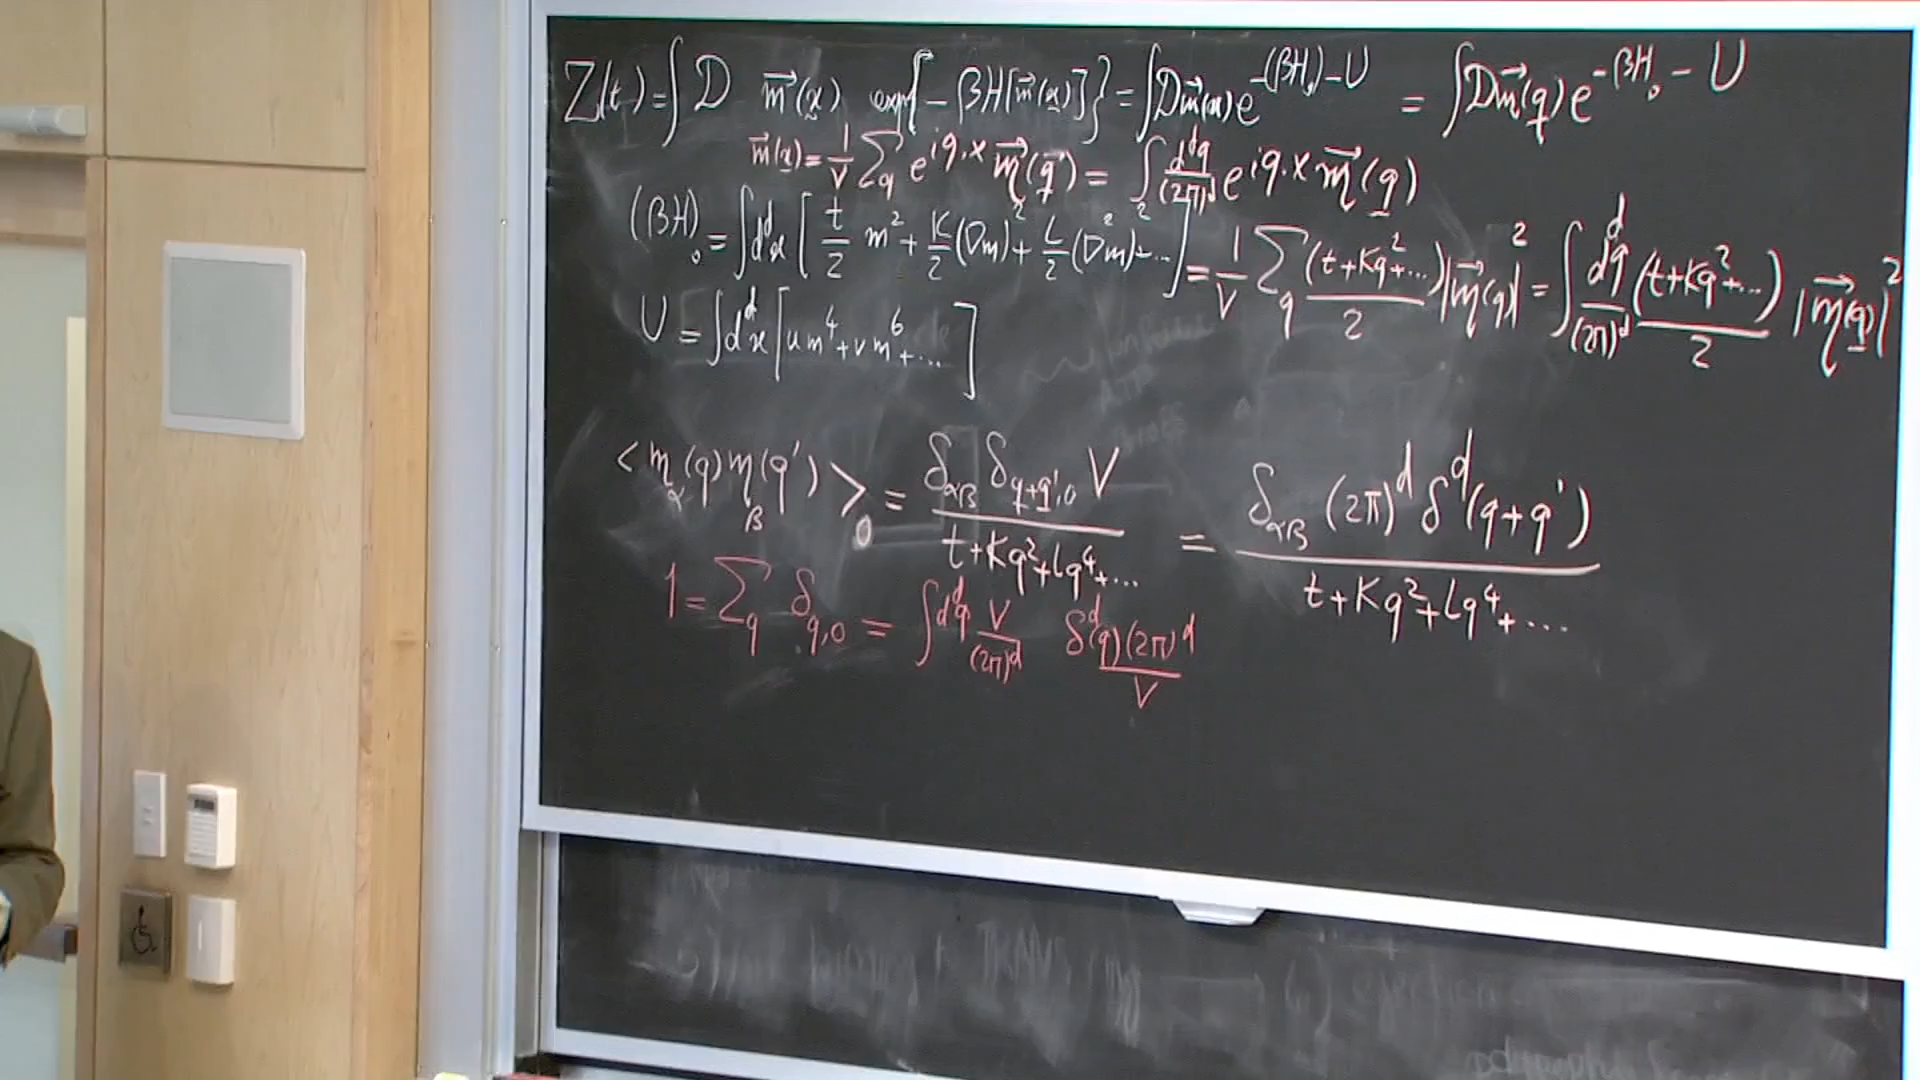 Z(t) = ∫ D m⃗(x) exp{ - βH[m⃗(x)] } = ∫ Dm⃗(x) e^{-(βH)₀ - U} = ∫ Dm⃗(q) e^{-βH₀ - U}
m⃗(x) = 1/V Σ_q e^{iq.x} m⃗(q) = ∫ d^dq/(2π)^d e^{iq.x} m⃗(q)
(βH)₀ = ∫ d^dx [ t/2 m² + K/2 (∇m)² + L/2 (∇²m)² ... ] = 1/V Σ_q (t+Kq²+...)/2 |m⃗(q)|² = ∫ d^dq/(2π)^d (t+Kq²+...)/2 |m⃗(q)|²
U = ∫ d^dx [ u m⁴ + v m⁶ + ... ]
< m_α(q) m_β(q') >₀ = δ_αβ δ_{q+q',0} V / (t+Kq²+Lq⁴+...) = δ_αβ (2π)^d δ^d(q+q') / (t+Kq²+Lq⁴+...)
1 = Σ_q δ_{q,0} = ∫ d^dq V/(2π)^d δ^d(q)(2π)^d/V